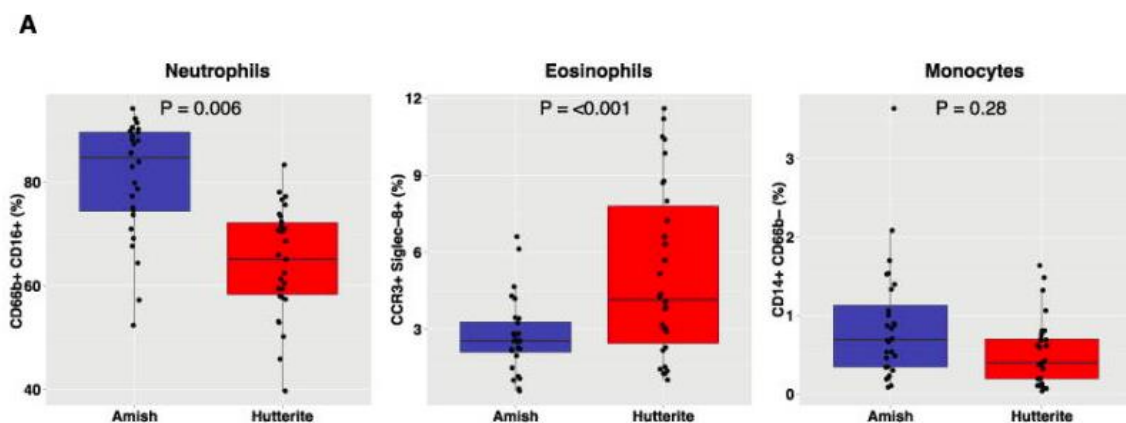 A
Neutrophils
P = 0.006
CD66b+ CD16+ (%)
80
60
40
Amish
Hutterite
Eosinophils
P = <0.001
CCR3+ Siglec−8+ (%)
12
9
6
3
Amish
Hutterite
Monocytes
P = 0.28
CD14+ CD66b− (%)
3
2
1
0
Amish
Hutterite